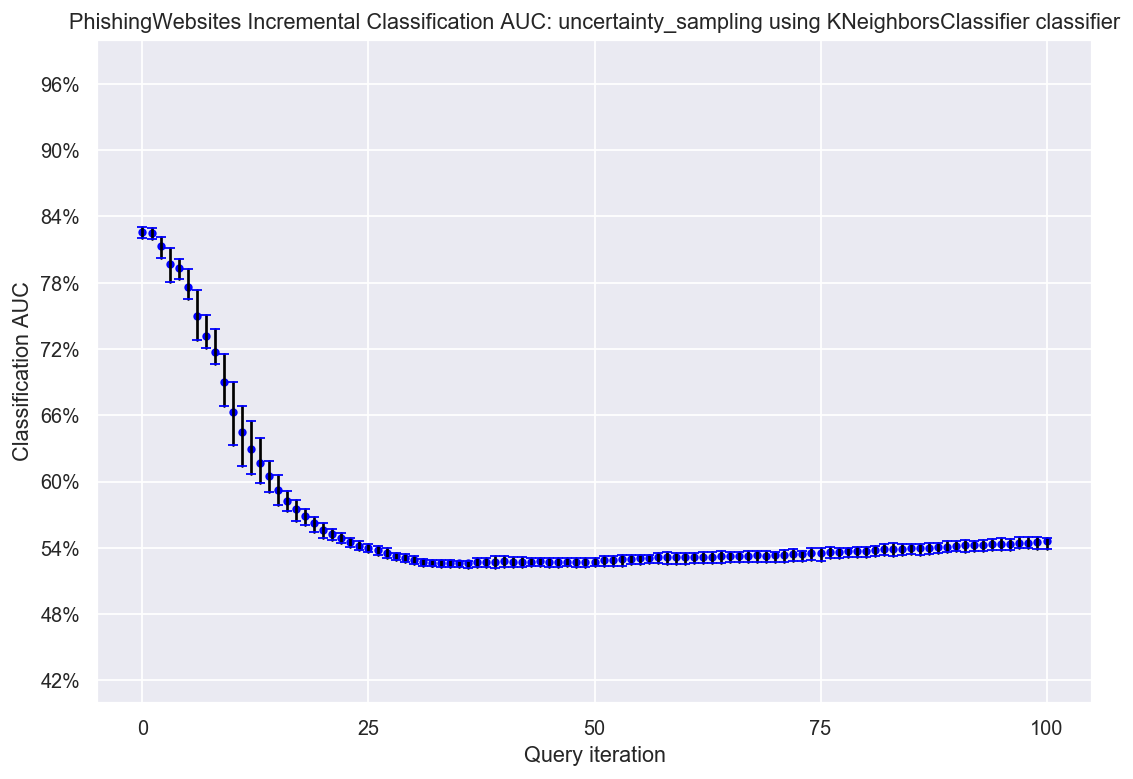 PhishingWebsites Incremental Classification AUC: uncertainty_sampling using KNeighborsClassifier classifier
96%
90%
84%
78%
72%
66%
60%
54%
48%
42%
Classification AUC
0 25 50 75 100
Query iteration